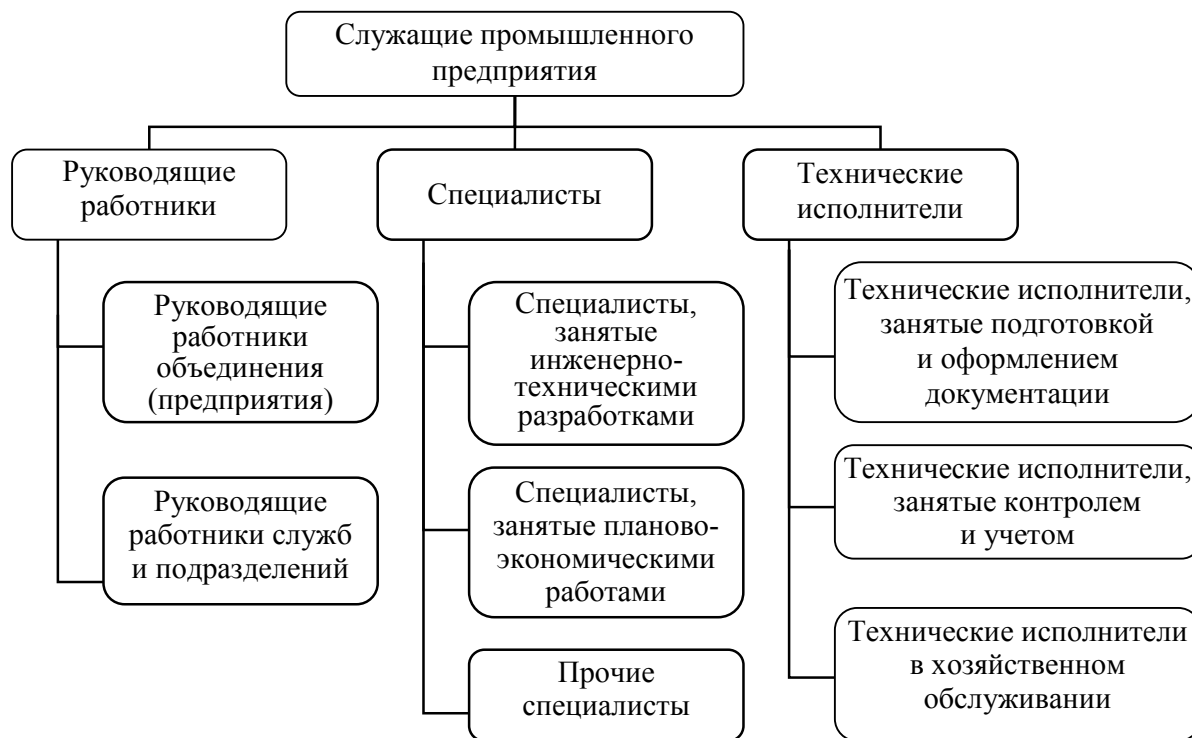 Служащие промышленного
предприятия
Руководящие
работники
Специалисты
Технические
исполнители
Руководящие
работники
объединения
(предприятия)
Руководящие
работники служб
и подразделений
Специалисты,
занятые
инженерно-
техническими
разработками
Специалисты,
занятые планово-
экономическими
работами
Прочие
специалисты
Технические исполнители,
занятые подготовкой
и оформлением
документации
Технические исполнители,
занятые контролем
и учетом
Технические исполнители
в хозяйственном
обслуживании